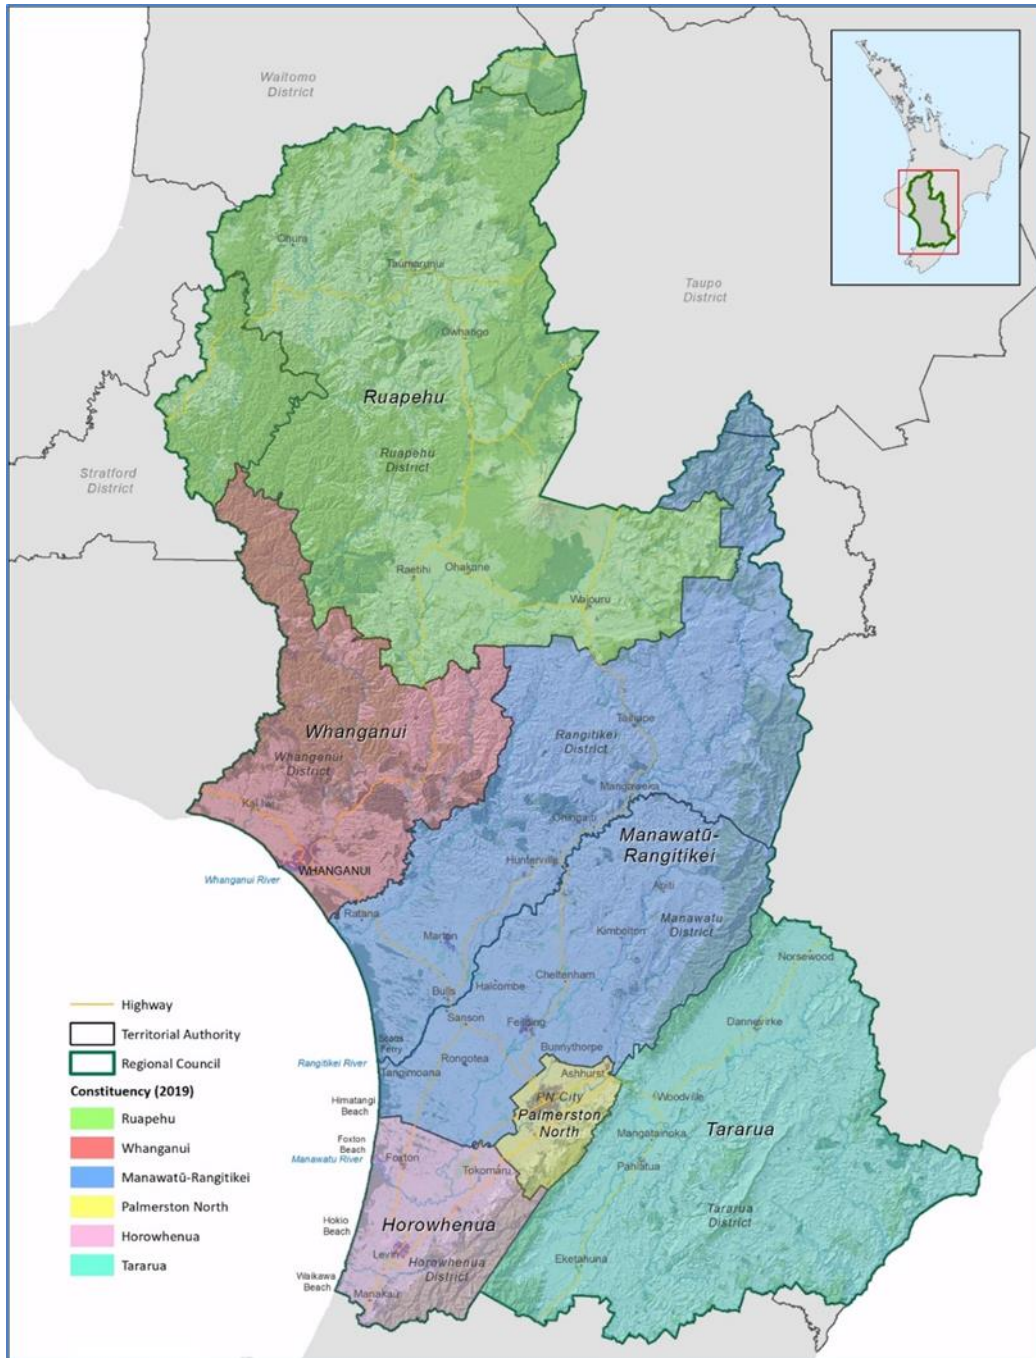 Waitomo
District
Ohura
Taumarunui
Taupo
District
Owhango
Ruapehu
Ruapehu
District
Stratford
District
Raetihi
Ohakune
Waiouru
Whanganui
Whanganui
District
Taihape
Rangitikei
District
Mangaweka
Kai Iwi
Ohingaiti
Manawatū-
Rangitikei
Hunterville
WHANGANUI
Whanganui River
Apiti
Ratana
Manawatu
District
Kimbolton
Marton
Norsewood
Cheltenham
Halcombe
Bulls
Highway
Sanson
Feilding
Dannevirke
Territorial Authority
Scotts
Ferry
Bunnythorpe
Rongotea
Rangitikei River
Regional Council
Tangimoana
Ashhurst
Constituency (2019)
PN City
Woodville
Himatangi
Beach
Palmerston
North
Ruapehu
Tararua
Mangatainoka
Whanganui
Foxton
Beach
Manawatu River
Foxton
Pahiatua
Tokomaru
Manawatū-Rangitikei
Palmerston North
Tararua
District
Hokio
Beach
Horowhenua
Horowhenua
Levin
Horowhenua
District
Eketahuna
Tararua
Waikawa
Beach
Manakau